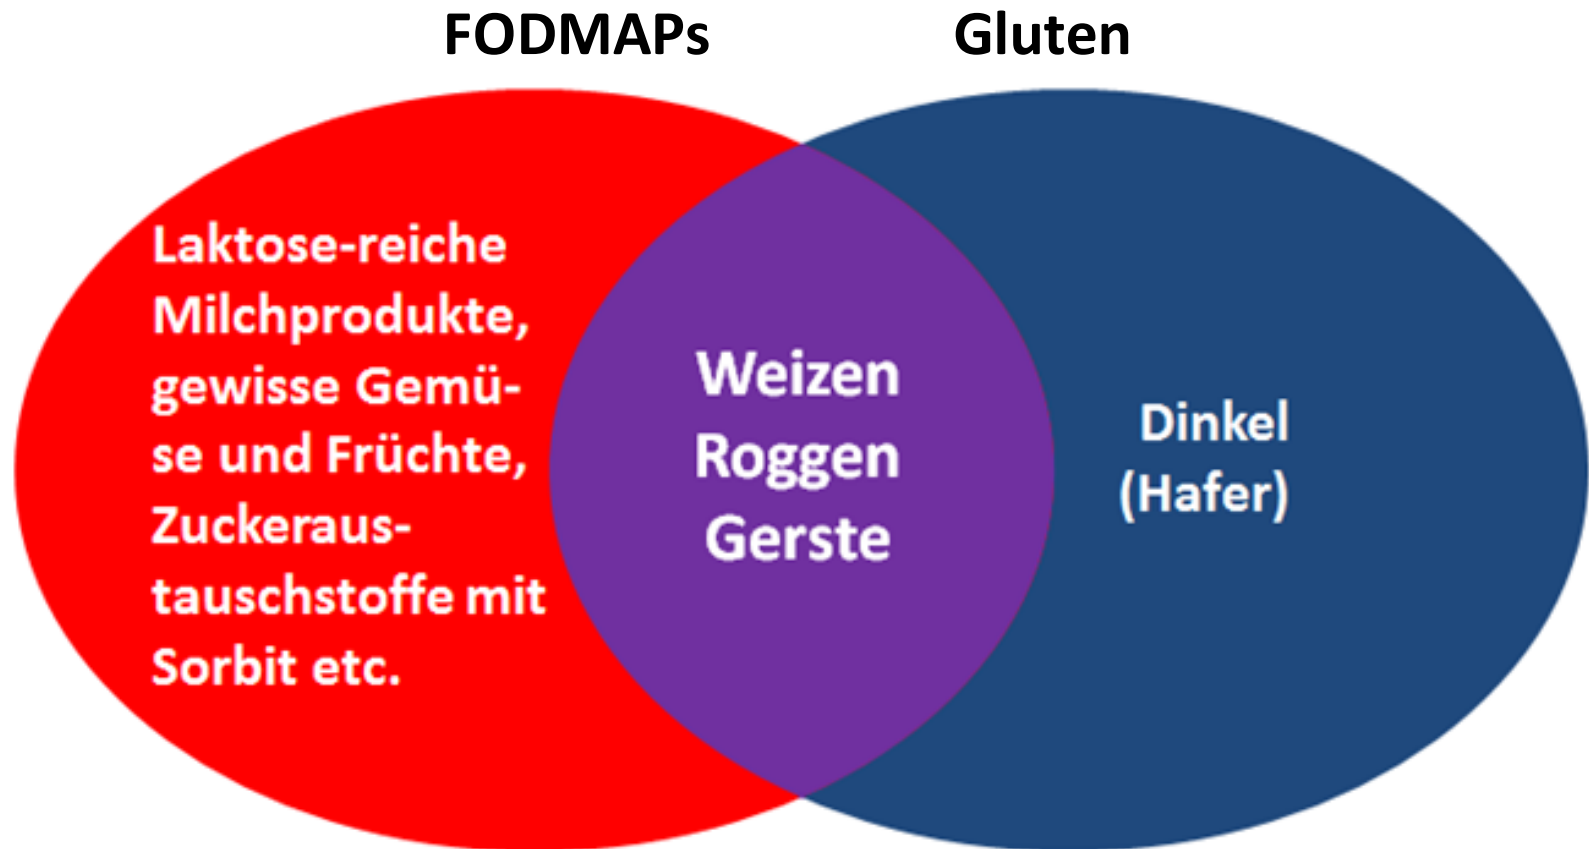 FODMAPs
Gluten
Laktose-reiche
Milchprodukte,
gewisse Gemü-
se und Früchte,
Zuckeraus-
tauschstoffe mit
Sorbit etc.
Weizen
Roggen
Gerste
Dinkel
(Hafer)